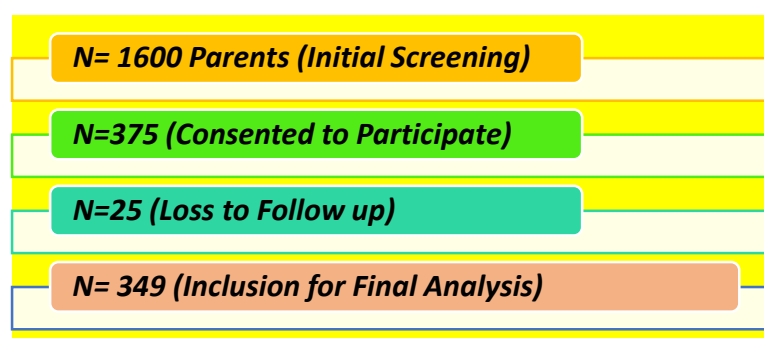 N= 1600 Parents (Initial Screening)
N=375 (Consented to Participate)
N=25 (Loss to Follow up)
N= 349 (Inclusion for Final Analysis)